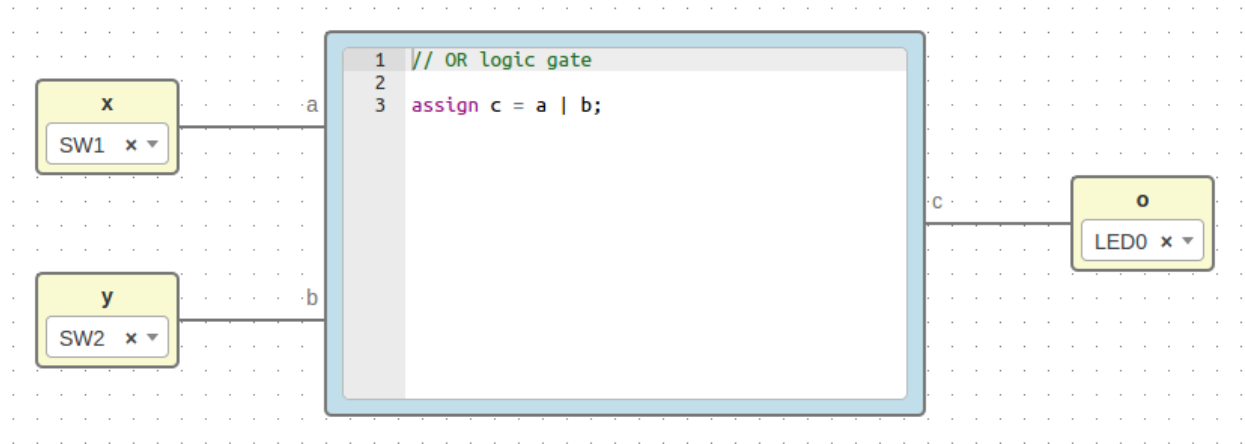 x
SW1 × 
a
y
SW2 ×
b
1 // OR logic gate
2
3 assign c = a | b;
c
o
LED0 ×